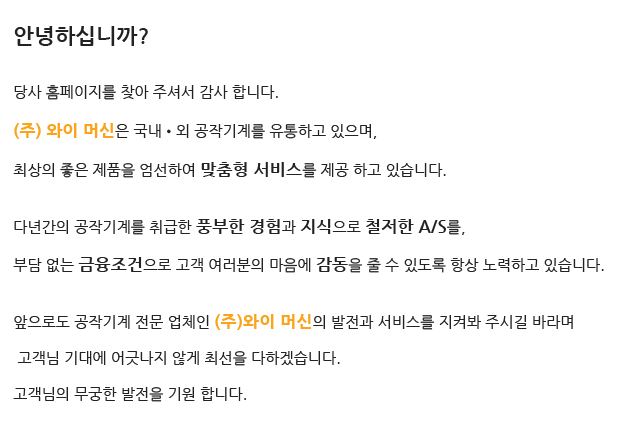 안녕하십니까?
당사 홈페이지를 찾아 주셔서 감사 합니다.
(주) 와이 머신은 국내 • 외 공작기계를 유통하고 있으며,
최상의 좋은 제품을 엄선하여 맞춤형 서비스를 제공 하고 있습니다.
다년간의 공작기계를 취급한 풍부한 경험과 지식으로 철저한 A/S를,
부담 없는 금융조건으로 고객 여러분의 마음에 감동을 줄 수 있도록 항상 노력하고 있습니다.
앞으로도 공작기계 전문 업체인 (주)와이 머신의 발전과 서비스를 지켜봐 주시길 바라며
고객님 기대에 어긋나지 않게 최선을 다하겠습니다.
고객님의 무궁한 발전을 기원 합니다.